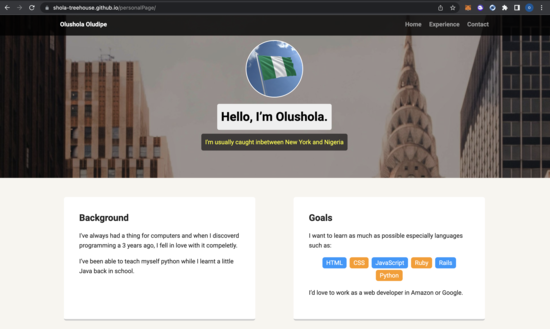 shola-treehouse.github.io/personalPage/
Olushola Oludipe
Home Experience Contact
Hello, I'm Olushola.
I'm usually caught inbetween New York and Nigeria
Background
I've always had a thing for computers and when I discoverd
programming a 3 years ago, I fell in love with it compeletly.
I've been able to teach myself python while I learnt a little
Java back in school.
Goals
I want to learn as much as possible especially languages
such as:
HTML CSS JavaScript Ruby Rails
Python
I'd love to work as a web developer in Amazon or Google.